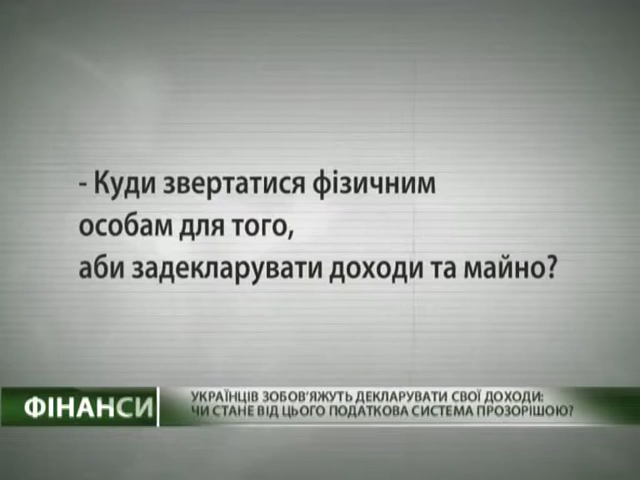 - Куди звертатися фізичним
особам для того,
аби задекларувати доходи та майно?
ФІНАНСИ
УКРАЇНЦІВ ЗОБОВ'ЯЖУТЬ ДЕКЛАРУВАТИ СВОЇ ДОХОДИ:
ЧИ СТАНЕ ВІД ЦЬОГО ПОДАТКОВА СИСТЕМА ПРОЗОРІШОЮ?